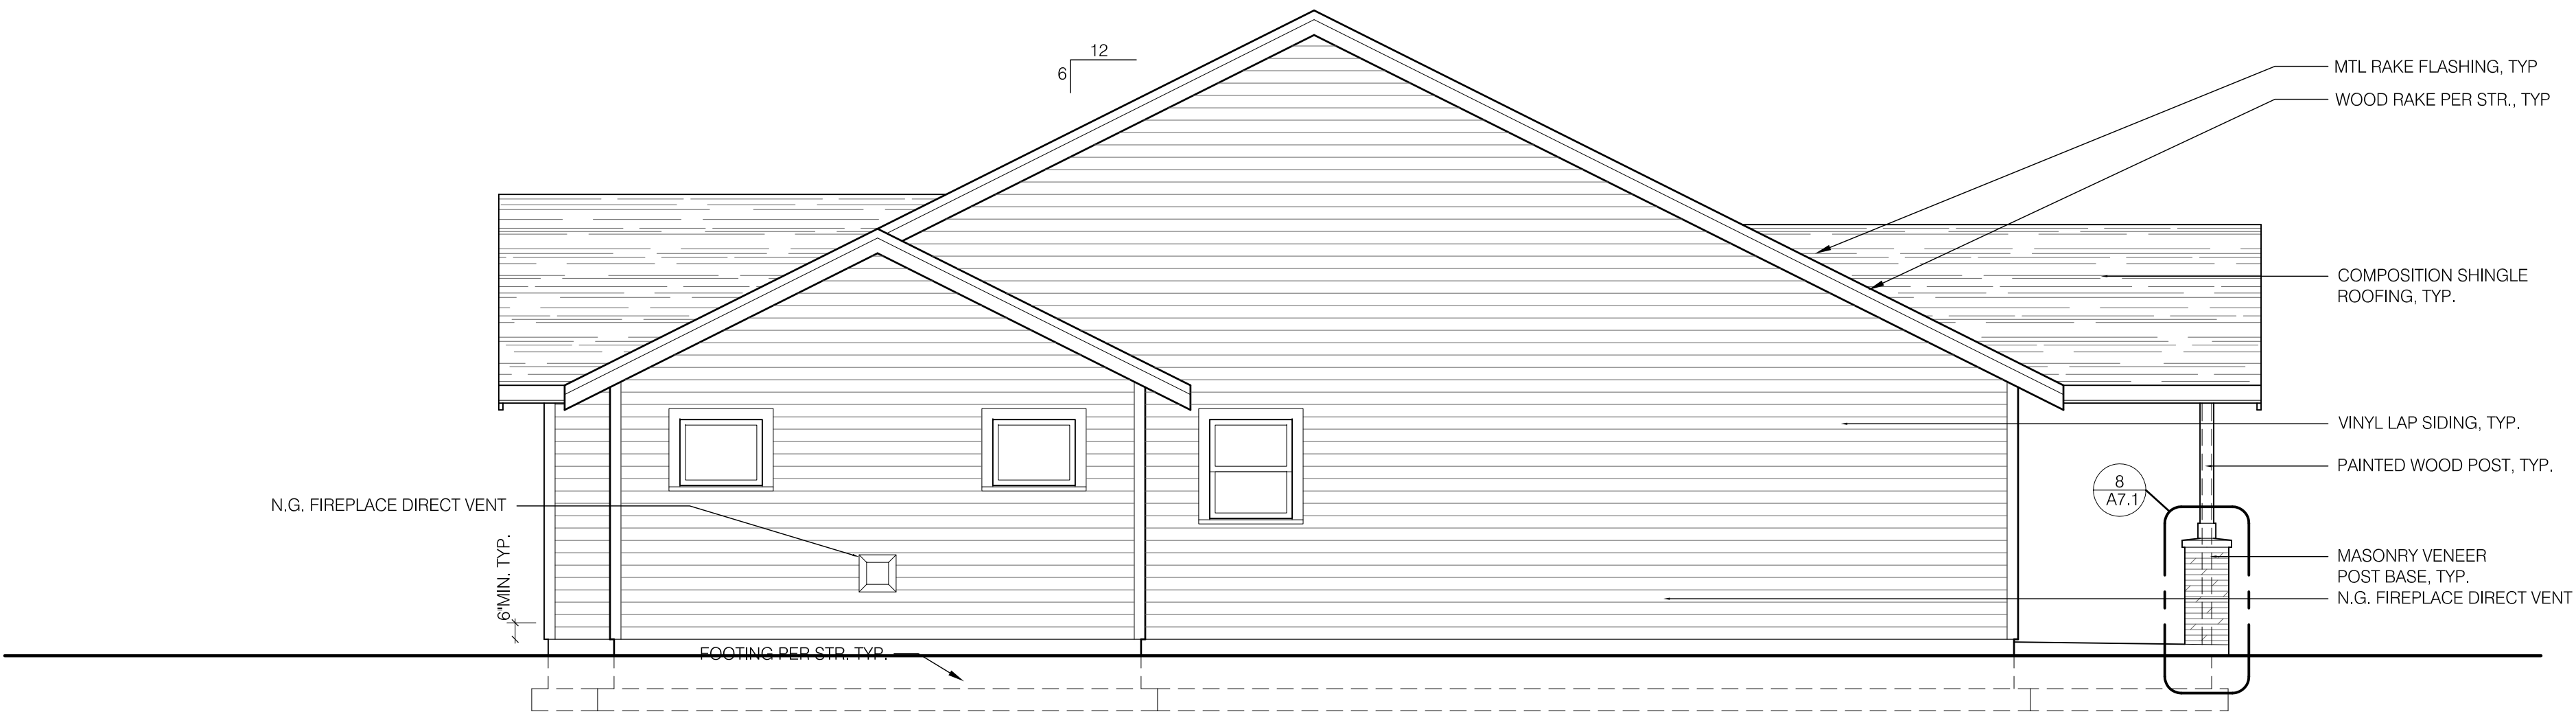 12
6
MTL RAKE FLASHING, TYP
WOOD RAKE PER STR., TYP
COMPOSITION SHINGLE
ROOFING, TYP.
VINYL LAP SIDING, TYP.
PAINTED WOOD POST, TYP.
8
A7.1
N.G. FIREPLACE DIRECT VENT
6"MIN. TYP.
MASONRY VENEER
POST BASE, TYP.
N.G. FIREPLACE DIRECT VENT
FOOTING PER STR. TYP.